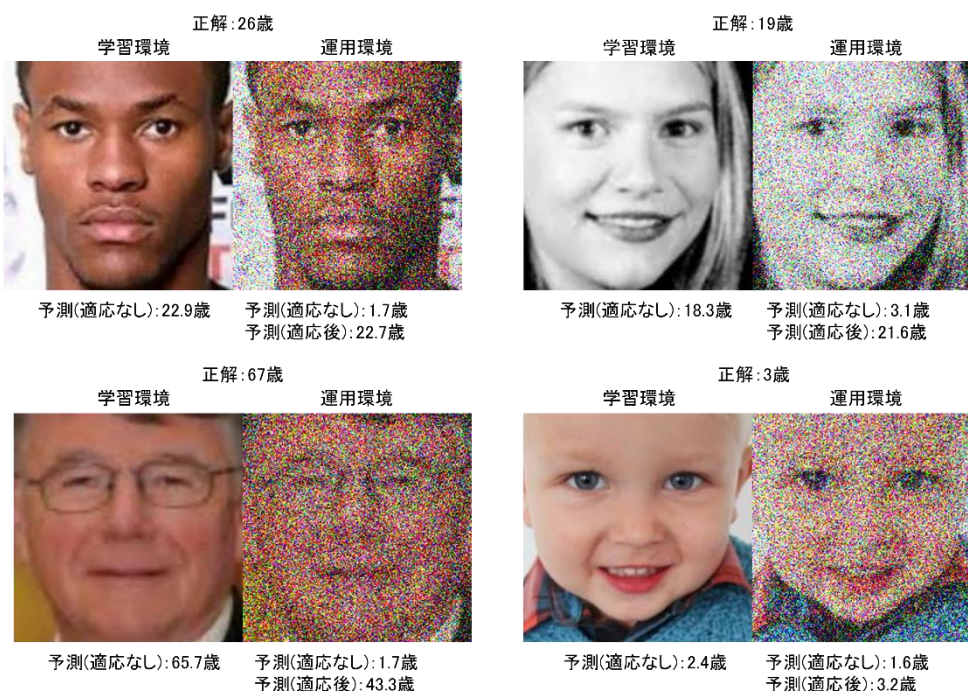 正解:26歳
学習環境 運用環境
予測(適応なし):22.9歳 予測(適応なし):1.7歳
予測(適応後):22.7歳
正解:19歳
学習環境 運用環境
予測(適応なし):18.3歳 予測(適応なし):3.1歳
予測(適応後):21.6歳
正解:67歳
学習環境 運用環境
予測(適応なし):65.7歳 予測(適応なし):1.7歳
予測(適応後):43.3歳
正解:3歳
学習環境 運用環境
予測(適応なし):2.4歳 予測(適応なし):1.6歳
予測(適応後):3.2歳